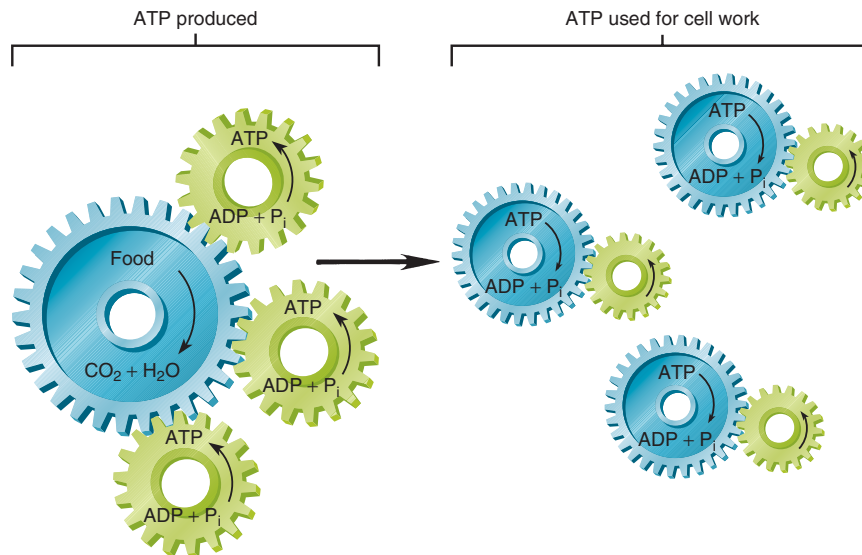 ATP produced
ATP used for cell work
ATP
ADP + Pi
Food
CO2 + H2O
ATP
ADP + Pi
ATP
ADP + Pi
ATP
ADP + Pi
ATP
ADP + Pi
ATP
ADP + Pi